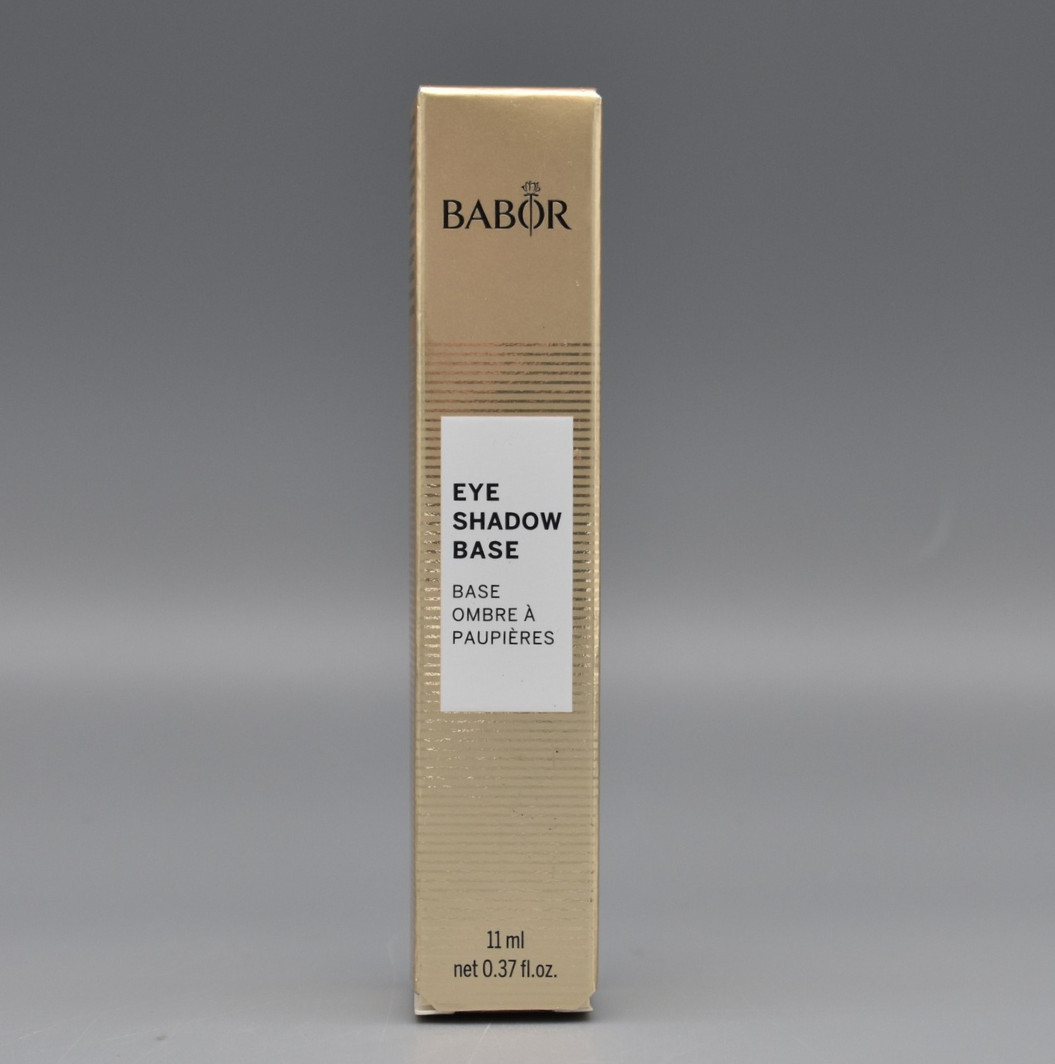 BABOR
EYE
SHADOW
BASE
BASE
OMBRE À
PAUPIÈRES
11 ml
net 0.37 fl.oz.